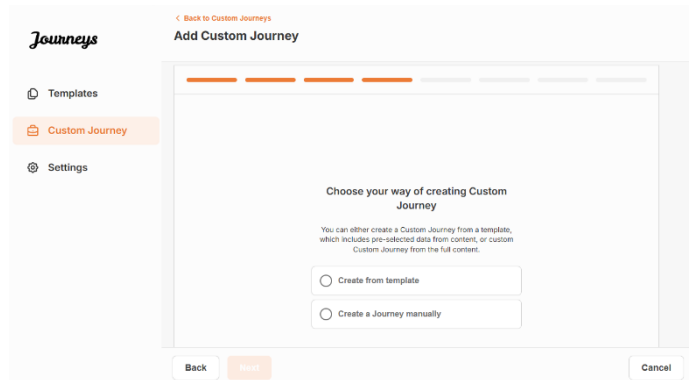 < Back to Custom Journeys
Journeys
Add Custom Journey
Templates
Custom Journey
Settings
Choose your way of creating Custom
Journey
You can either create a Custom Journey from a template,
which includes pre-selected data from content, or custom
Custom Journey from the full content.
Create from template
Create a Journey manually
Back
Next
Cancel